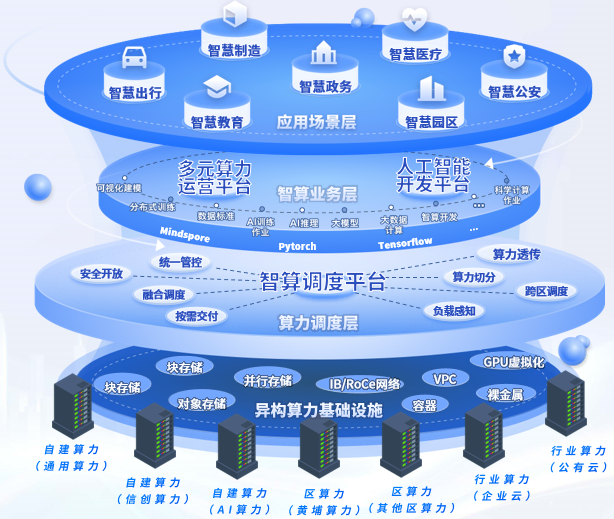 智慧制造
智慧医疗
智慧出行
智慧政务
智慧公安
智慧教育
智慧园区
应用场景层
多元算力
运营平台
人工智能
开发平台
智算业务层
可视化建模
分布式训练
数据标准
AI训练
作业
AI推理
大模型
大数据
计算
智算开发
...
科学计算
作业
Mindspore
Pytorch
Tensorflow
...
统一管控
算力透传
安全开放
智算调度平台
算力切分
融合调度
跨区调度
按需交付
负载感知
算力调度层
块存储
GPU虚拟化
块存储
并行存储
IB/RoCe网络
VPC
裸金属
对象存储
容器
异构算力基础设施
自建算力
（通用算力）
自建算力
（信创算力）
自建算力
（AI算力）
区算力
（黄埔算力）
区算力
（其他区算力）
行业算力
（企业云）
行业算力
（公有云）